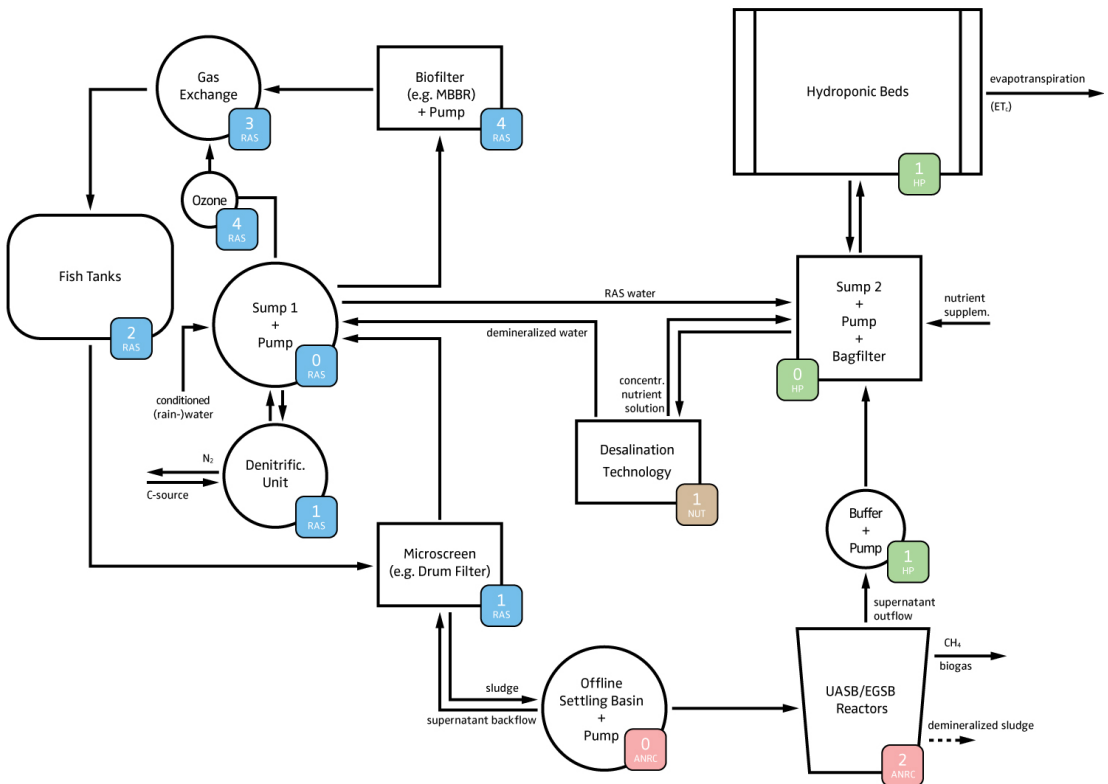 Gas
Exchange
3
RAS
Biofilter
(e.g. MBBR)
+ Pump
4
RAS
Hydroponic Beds
1
HP
evapotranspiration
(ETc)
Ozone
4
RAS
Fish Tanks
2
RAS
Sump 1
+
Pump
0
RAS
RAS water
demineralized water
Sump 2
+
Pump
+
Bagfilter
0
HP
nutrient
supplem.
conditioned
(rain-)water
concentr.
nutrient
solution
Desalination
Technology
1
NUT
N₂
C-source
Denitrific.
Unit
1
RAS
Buffer
+
Pump
1
HP
Microscreen
(e.g. Drum Filter)
1
RAS
supernatant
outflow
sludge
supernatant backflow
Offline
Settling Basin
+
Pump
0
ANRC
UASB/EGSB
Reactors
2
ANRC
CH₄
biogas
demineralized sludge